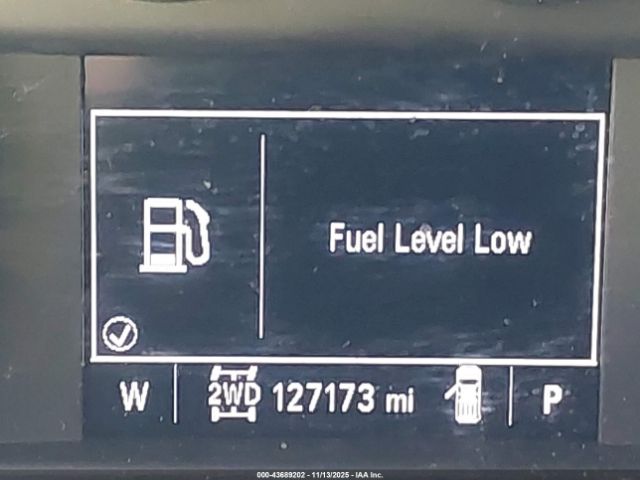 Fuel Level Low
W 2WD 127173 mi P
000-43689202 - 11/13/2025 - IAA Inc.